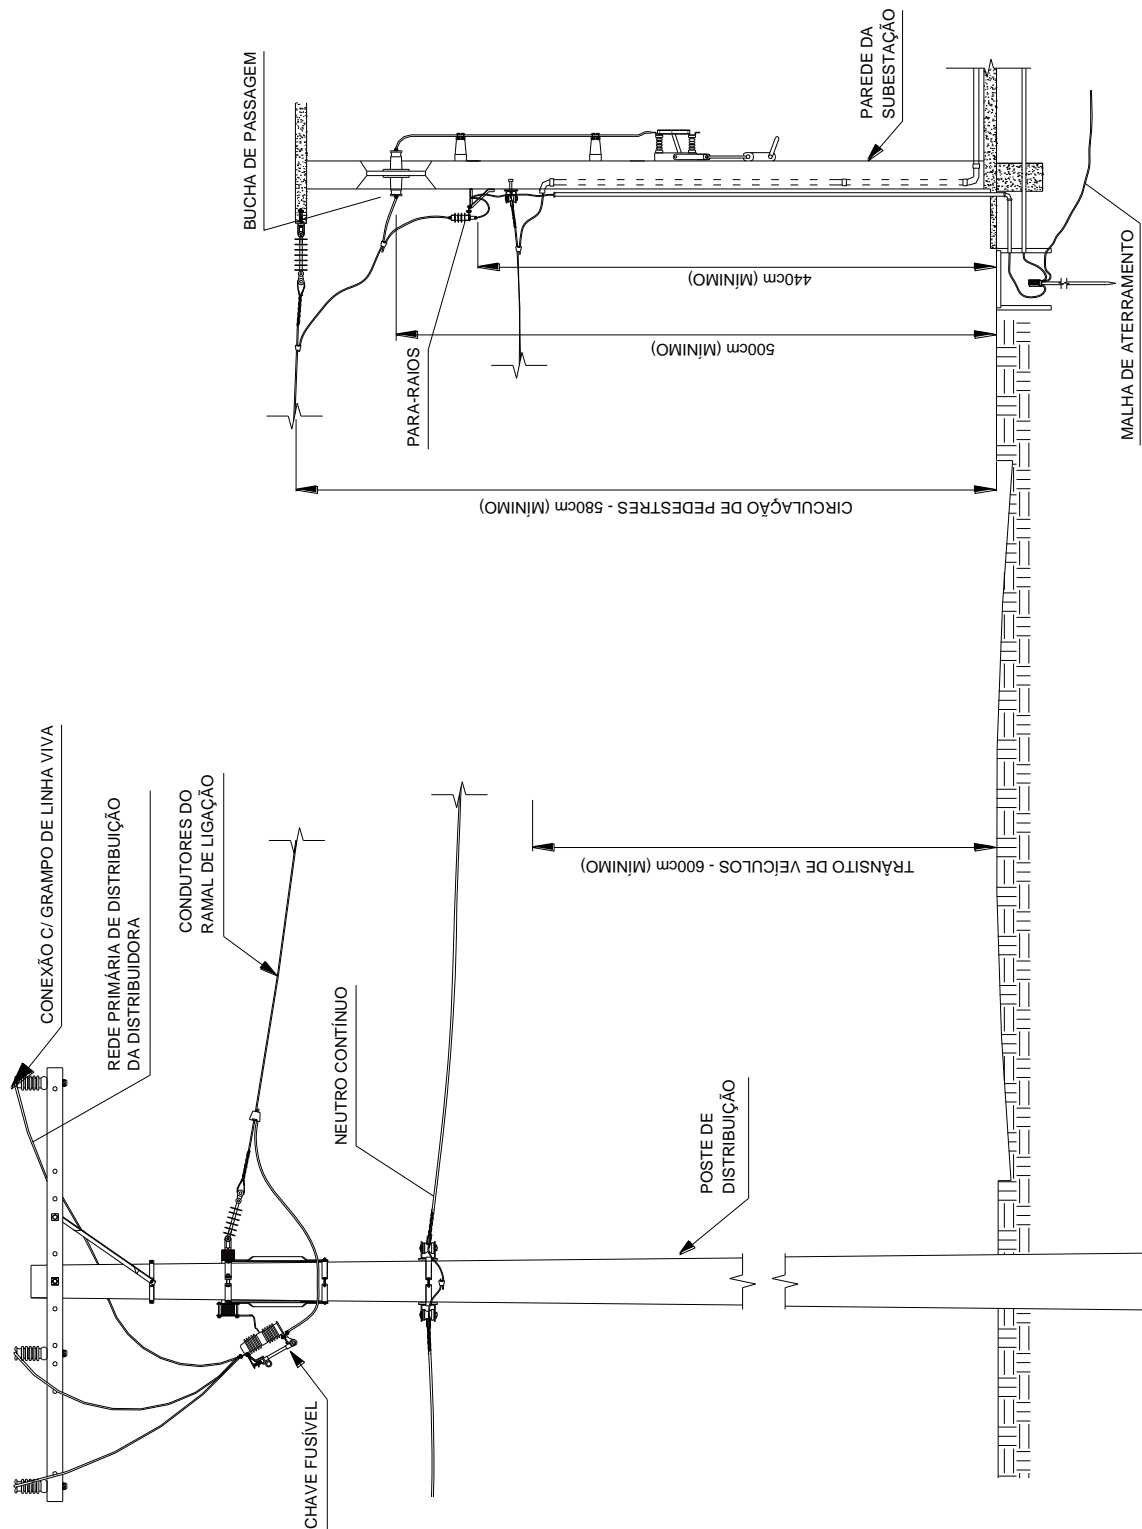 CONEXÃO C/ GRAMPO DE LINHA VIVA
REDE PRIMÁRIA DE DISTRIBUIÇÃO
DA DISTRIBUIDORA
CONDUTORES DO
RAMAL DE LIGAÇÃO
NEUTRO CONTÍNUO
CHAVE FUSÍVEL
POSTE DE
DISTRIBUIÇÃO
TRÂNSITO DE VEÍCULOS - 600cm (MÍNIMO)
CIRCULAÇÃO DE PEDESTRES - 580cm (MÍNIMO)
BUCHA DE PASSAGEM
PARA-RAIOS
500cm (MÍNIMO)
440cm (MÍNIMO)
PAREDE DA
SUBESTAÇÃO
MALHA DE ATERRAMENTO